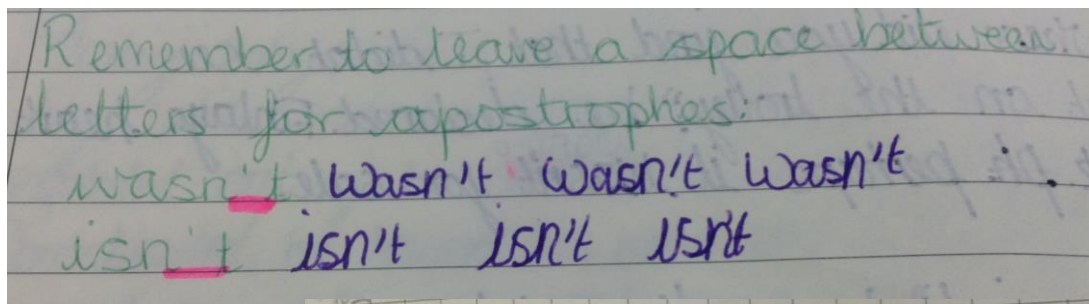 Remember to leave a space between
letters for apostrophes:
wasn't wasn't wasn't wasn't
isn't isn't isn't isn't